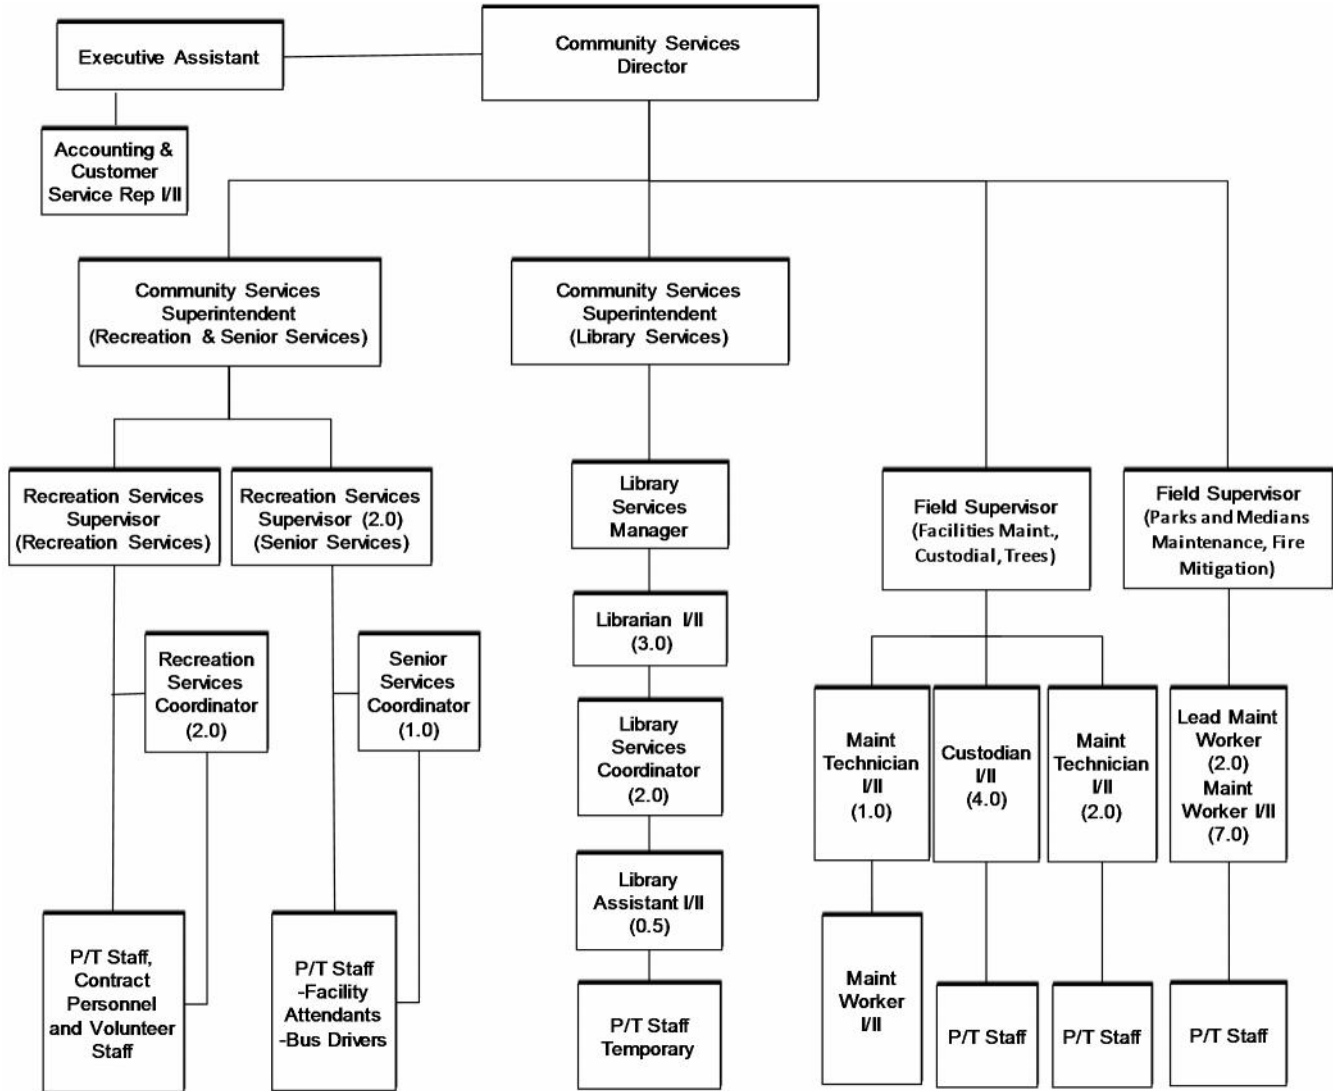 Executive Assistant
Community Services
Director
Accounting &
Customer
Service Rep I/II
Community Services
Superintendent
(Recreation & Senior Services)
Community Services
Superintendent
(Library Services)
Recreation Services
Supervisor
(Recreation Services)
Recreation Services
Supervisor (2.0)
(Senior Services)
Library
Services
Manager
Field Supervisor
(Facilities Maint.,
Custodial, Trees)
Field Supervisor
(Parks and Medians
Maintenance, Fire
Mitigation)
Librarian I/II
(3.0)
Recreation
Services
Coordinator
(2.0)
Senior
Services
Coordinator
(1.0)
Library
Services
Coordinator
(2.0)
Maint
Technician
I/II
(1.0)
Custodian
I/II
(4.0)
Maint
Technician
I/II
(2.0)
Lead Maint
Worker
(2.0)
Maint
Worker I/II
(7.0)
Library
Assistant I/II
(0.5)
P/T Staff,
Contract
Personnel
and Volunteer
Staff
P/T Staff
-Facility
Attendants
-Bus Drivers
P/T Staff
Temporary
Maint
Worker
I/II
P/T Staff
P/T Staff
P/T Staff